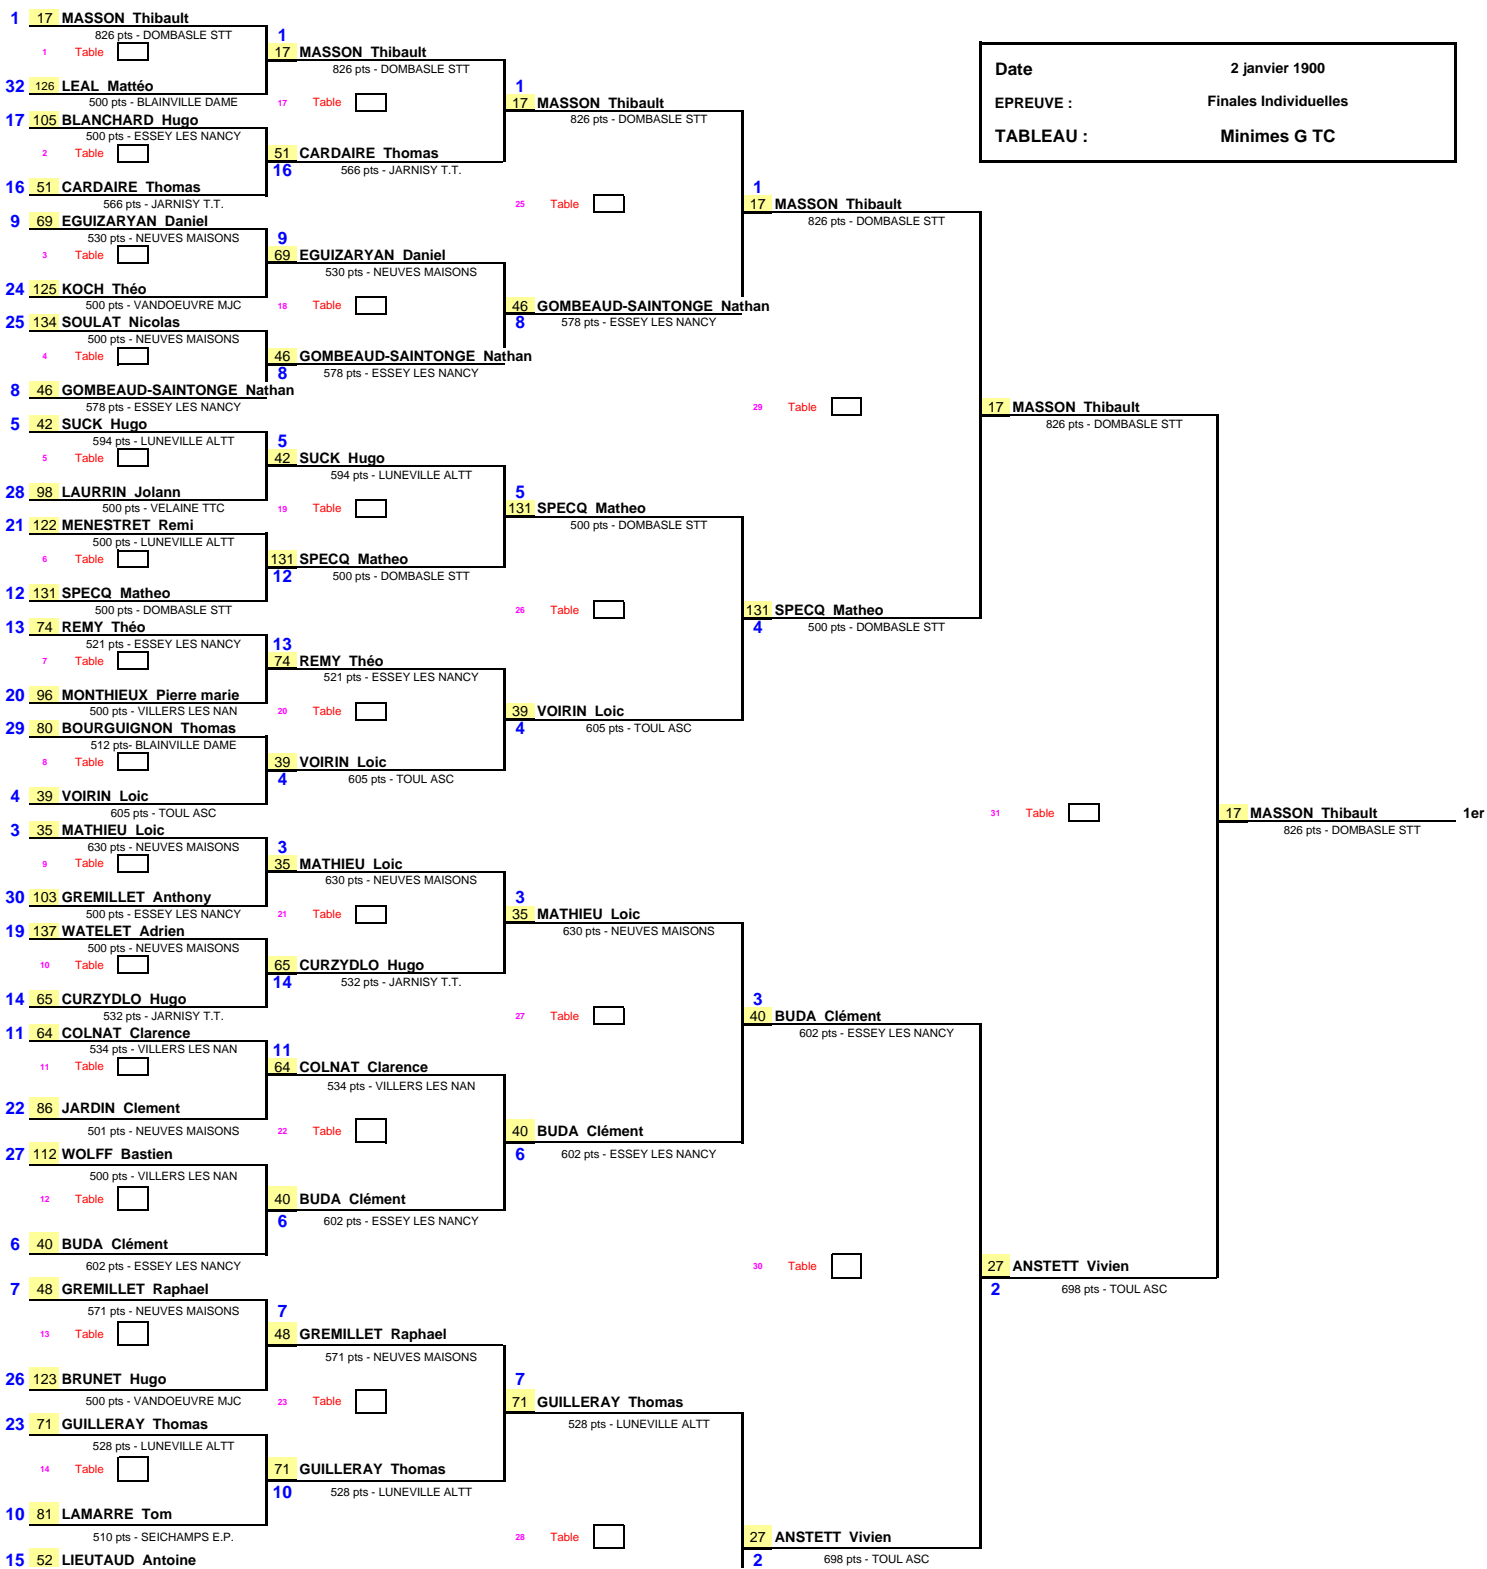 Date 2 janvier 1900
EPREUVE : Finales Individuelles
TABLEAU : Minimes G TC
1 17 MASSON Thibault
826 pts - DOMBASLE STT
1 Table
32 126 LEAL Mattéo
500 pts - BLAINVILLE DAME
17 105 BLANCHARD Hugo
500 pts - ESSEY LES NANCY
2 Table
16 51 CARDAIRE Thomas
566 pts - JARNISY T.T.
9 69 EGUIZARYAN Daniel
530 pts - NEUVES MAISONS
3 Table
24 125 KOCH Théo
500 pts - VANDOEUVRE MJC
25 134 SOULAT Nicolas
500 pts - NEUVES MAISONS
4 Table
8 46 GOMBEAUD-SAINTONGE Nathan
578 pts - ESSEY LES NANCY
5 42 SUCK Hugo
594 pts - LUNEVILLE ALTT
5 Table
28 98 LAURRIN Jolann
500 pts - VELAINE TTC
21 122 MENESTRET Remi
500 pts - LUNEVILLE ALTT
6 Table
12 131 SPECQ Matheo
500 pts - DOMBASLE STT
13 74 REMY Théo
521 pts - ESSEY LES NANCY
7 Table
20 96 MONTHIEUX Pierre marie
500 pts - VILLERS LES NAN
29 80 BOURGUIGNON Thomas
512 pts- BLAINVILLE DAME
8 Table
4 39 VOIRIN Loic
605 pts - TOUL ASC
3 35 MATHIEU Loic
630 pts - NEUVES MAISONS
9 Table
30 103 GREMILLET Anthony
500 pts - ESSEY LES NANCY
19 137 WATELET Adrien
500 pts - NEUVES MAISONS
10 Table
14 65 CURZYDLO Hugo
532 pts - JARNISY T.T.
11 64 COLNAT Clarence
534 pts - VILLERS LES NAN
11 Table
22 86 JARDIN Clement
501 pts - NEUVES MAISONS
27 112 WOLFF Bastien
500 pts - VILLERS LES NAN
12 Table
6 40 BUDA Clément
602 pts - ESSEY LES NANCY
7 48 GREMILLET Raphael
571 pts - NEUVES MAISONS
13 Table
26 123 BRUNET Hugo
500 pts - VANDOEUVRE MJC
23 71 GUILLERAY Thomas
528 pts - LUNEVILLE ALTT
14 Table
10 81 LAMARRE Tom
510 pts - SEICHAMPS E.P.
15 52 LIEUTAUD Antoine
1
17 MASSON Thibault
826 pts - DOMBASLE STT
17 Table
51 CARDAIRE Thomas
16 566 pts - JARNISY T.T.
9
69 EGUIZARYAN Daniel
530 pts - NEUVES MAISONS
18 Table
46 GOMBEAUD-SAINTONGE Nathan
8 578 pts - ESSEY LES NANCY
5
42 SUCK Hugo
594 pts - LUNEVILLE ALTT
19 Table
131 SPECQ Matheo
12 500 pts - DOMBASLE STT
13
74 REMY Théo
521 pts - ESSEY LES NANCY
20 Table
39 VOIRIN Loic
4 605 pts - TOUL ASC
3
35 MATHIEU Loic
630 pts - NEUVES MAISONS
21 Table
65 CURZYDLO Hugo
14 532 pts - JARNISY T.T.
11
64 COLNAT Clarence
534 pts - VILLERS LES NAN
22 Table
40 BUDA Clément
6 602 pts - ESSEY LES NANCY
7
48 GREMILLET Raphael
571 pts - NEUVES MAISONS
23 Table
71 GUILLERAY Thomas
10 528 pts - LUNEVILLE ALTT
1
17 MASSON Thibault
826 pts - DOMBASLE STT
25 Table
46 GOMBEAUD-SAINTONGE Nathan
8 578 pts - ESSEY LES NANCY
5
131 SPECQ Matheo
500 pts - DOMBASLE STT
26 Table
39 VOIRIN Loic
4 605 pts - TOUL ASC
3
35 MATHIEU Loic
630 pts - NEUVES MAISONS
27 Table
40 BUDA Clément
6 602 pts - ESSEY LES NANCY
7
71 GUILLERAY Thomas
528 pts - LUNEVILLE ALTT
28 Table
1
17 MASSON Thibault
826 pts - DOMBASLE STT
29 Table
131 SPECQ Matheo
4 500 pts - DOMBASLE STT
3
40 BUDA Clément
602 pts - ESSEY LES NANCY
30 Table
27 ANSTETT Vivien
2 698 pts - TOUL ASC
17 MASSON Thibault
826 pts - DOMBASLE STT
31 Table
27 ANSTETT Vivien
2 698 pts - TOUL ASC
17 MASSON Thibault 1er
826 pts - DOMBASLE STT